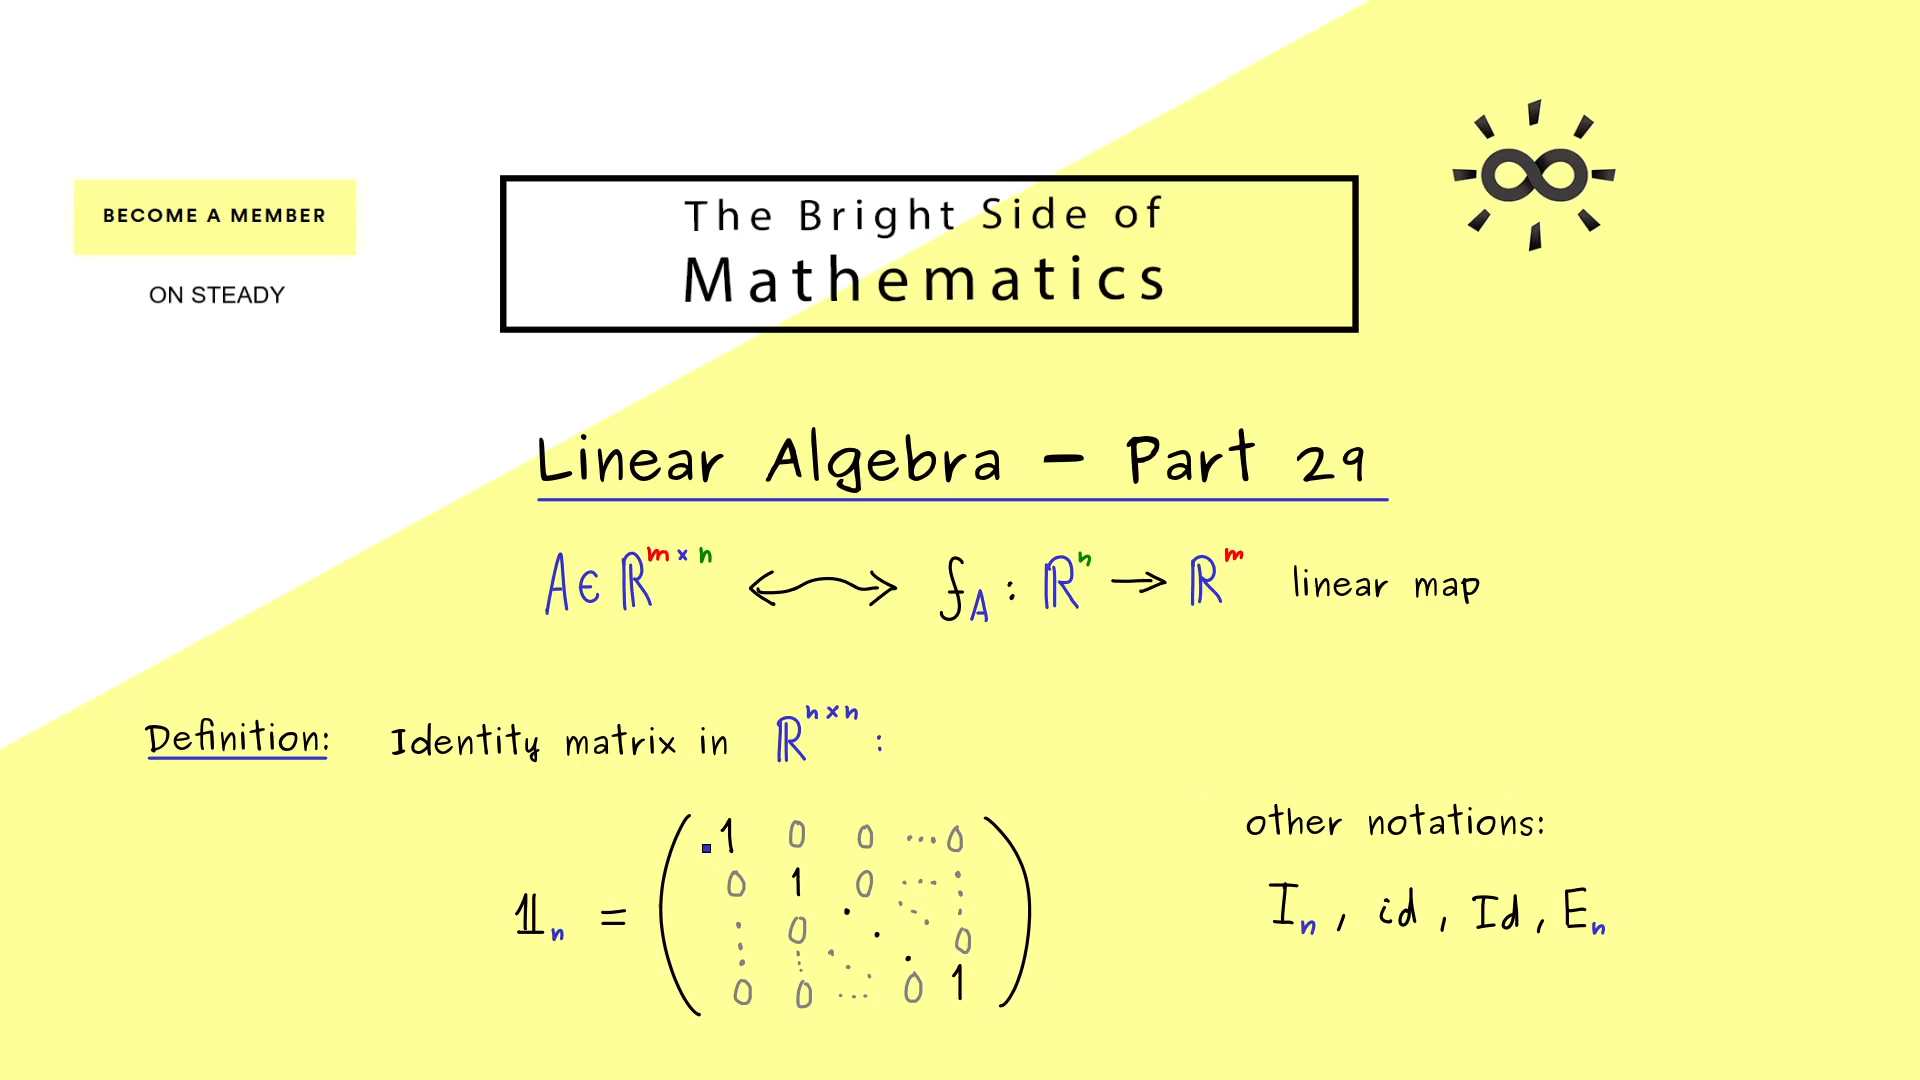 BECOME A MEMBER
ON STEADY
The Bright Side of
Mathematics
Linear Algebra – Part 29
A ∈ ℝ^{m×n} ⟷ f_A : ℝ^n → ℝ^m linear map
Definition: Identity matrix in ℝ^{n×n} :
other notations:
𝟙_n = ( 1 0 0 ⋯ 0
0 1 0 ⋯ ⋮
⋮ 0 ⋱ ⋱ 0
0 0 ⋯ 0 1 )
I_n , id , Id , E_n